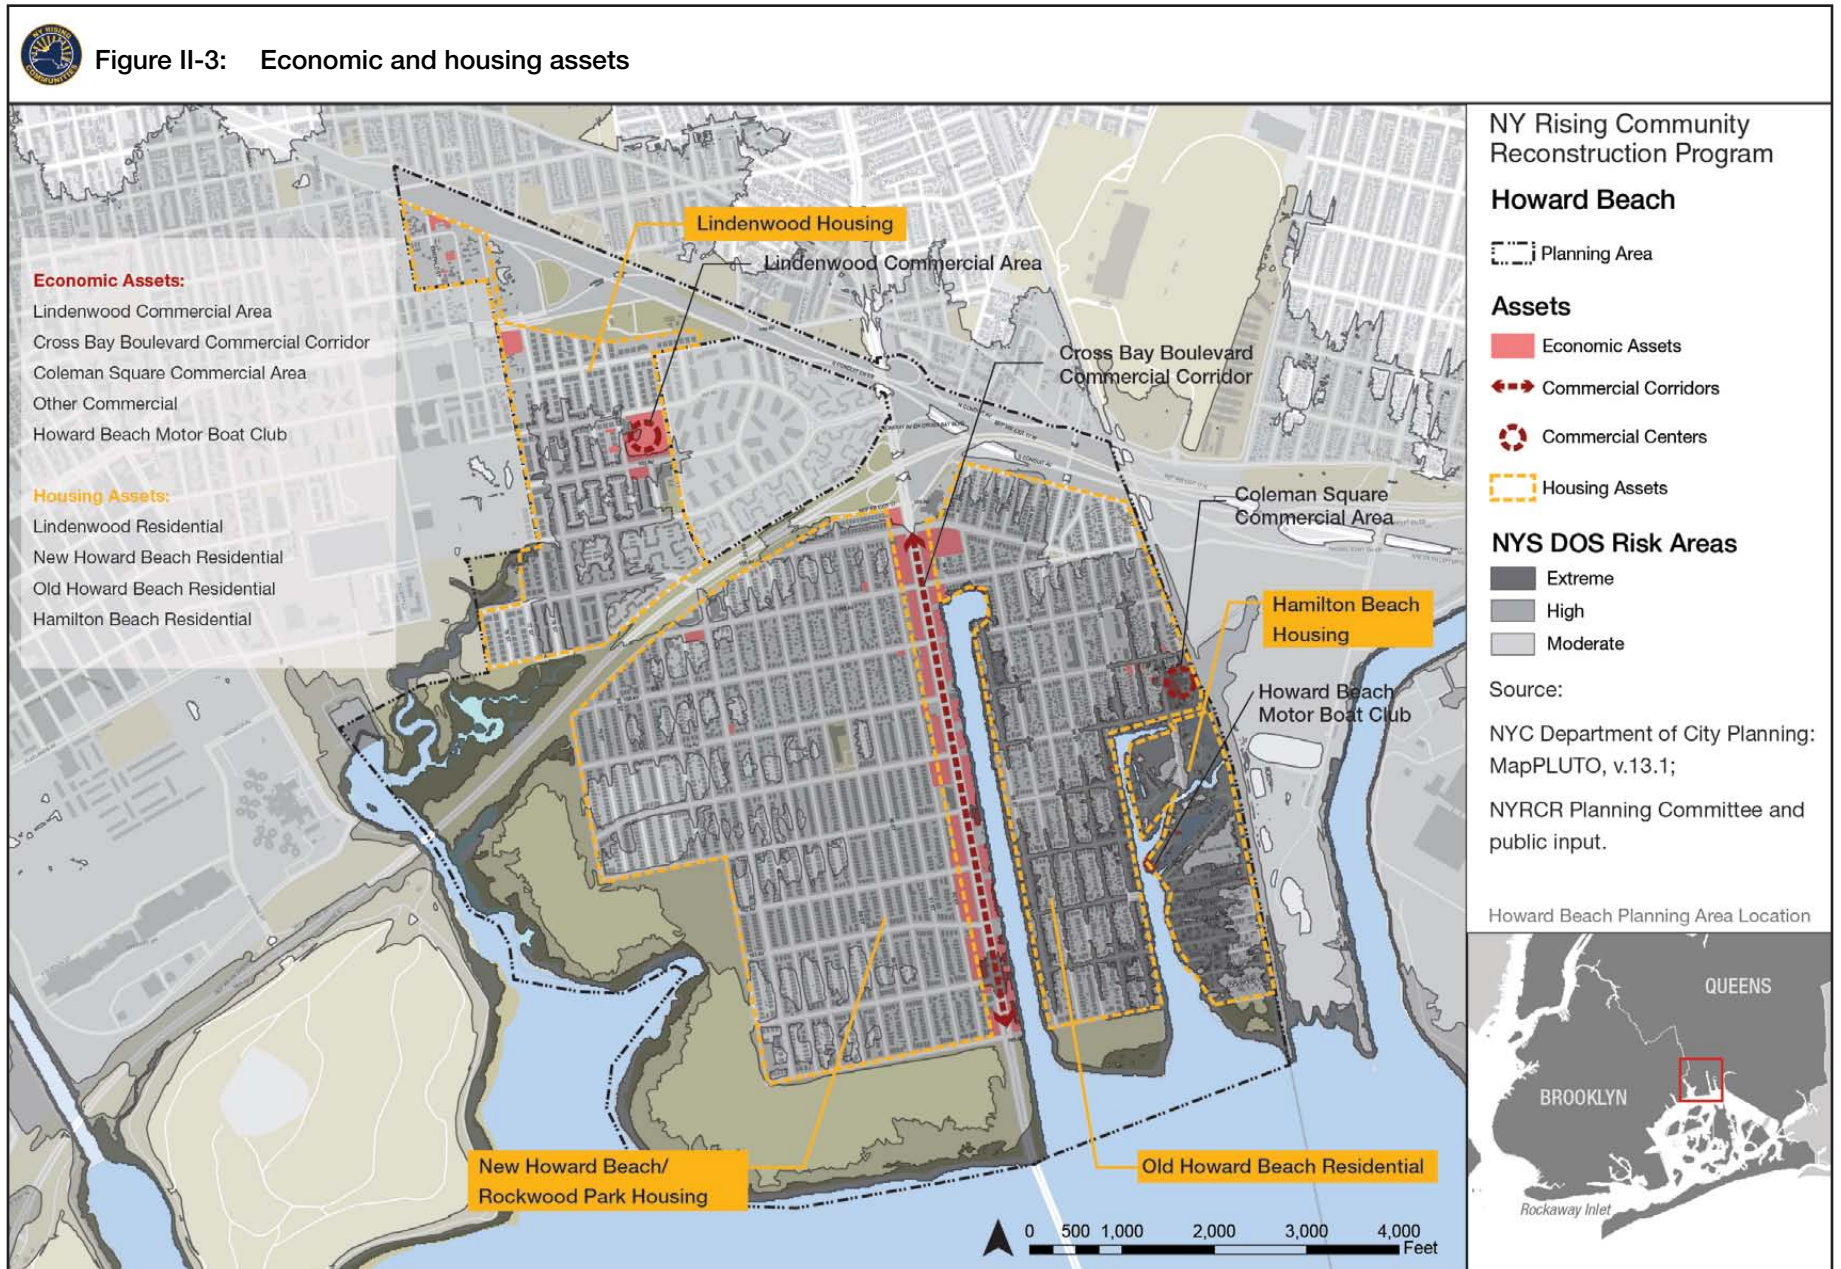 NY RISING
COMMUNITIES
Figure II-3: Economic and housing assets
Economic Assets:
Lindenwood Commercial Area
Cross Bay Boulevard Commercial Corridor
Coleman Square Commercial Area
Other Commercial
Howard Beach Motor Boat Club
Housing Assets:
Lindenwood Residential
New Howard Beach Residential
Old Howard Beach Residential
Hamilton Beach Residential
Lindenwood Housing
Lindenwood Commercial Area
Cross Bay Boulevard
Commercial Corridor
Coleman Square
Commercial Area
Hamilton Beach
Housing
Howard Beach
Motor Boat Club
New Howard Beach/
Rockwood Park Housing
Old Howard Beach Residential
0 500 1,000 2,000 3,000 4,000
Feet
NY Rising Community
Reconstruction Program
Howard Beach
Planning Area
Assets
Economic Assets
Commercial Corridors
Commercial Centers
Housing Assets
NYS DOS Risk Areas
Extreme
High
Moderate
Source:
NYC Department of City Planning:
MapPLUTO, v.13.1;
NYRCR Planning Committee and
public input.
Howard Beach Planning Area Location
QUEENS
BROOKLYN
Rockaway Inlet